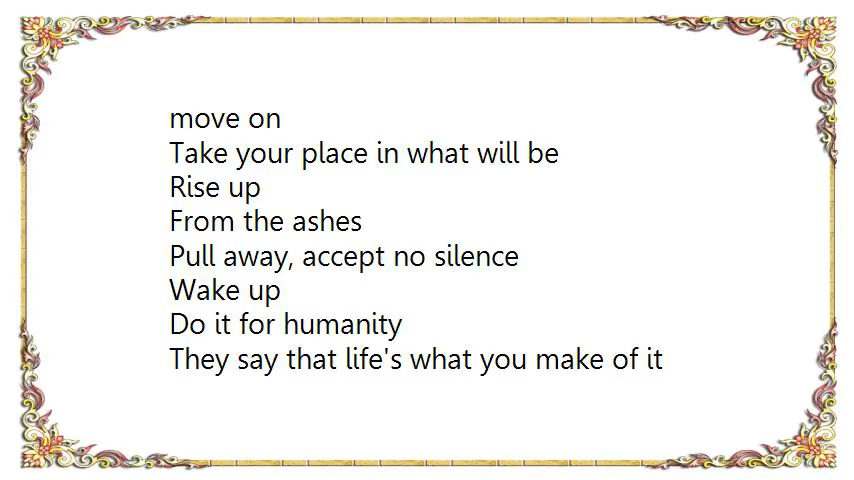 move on
Take your place in what will be
Rise up
From the ashes
Pull away, accept no silence
Wake up
Do it for humanity
They say that life's what you make of it